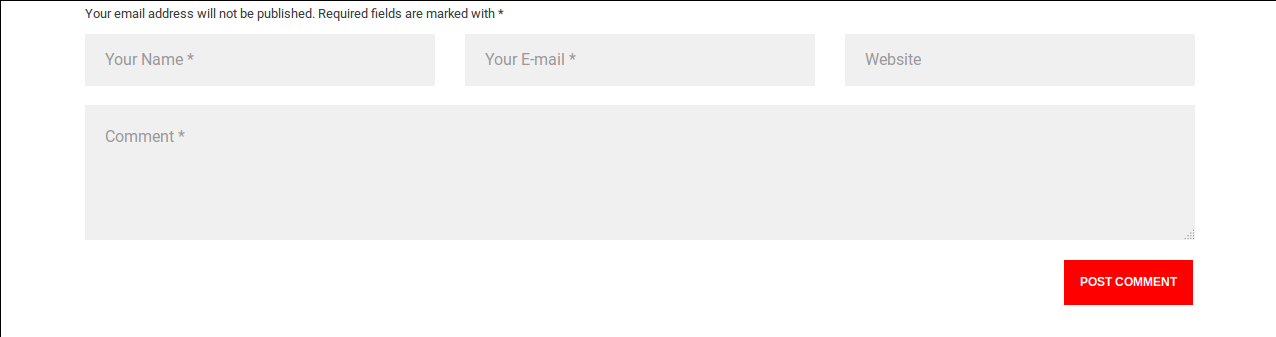 Your email address will not be published. Required fields are marked with *
Your Name *
Your E-mail *
Website
Comment *
POST COMMENT